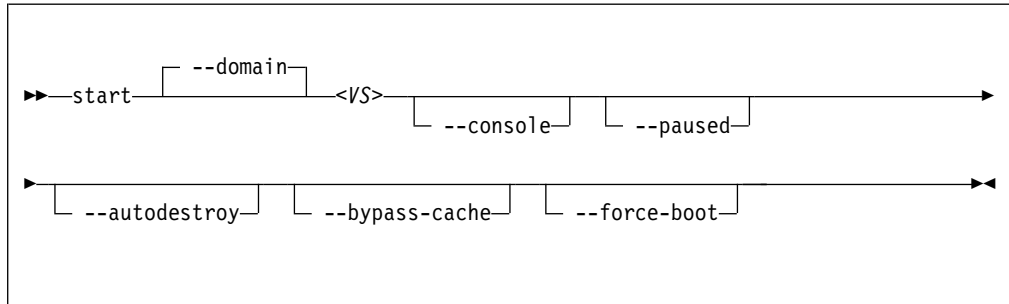 --domain
start <VS>
--console --paused
--autodestroy --bypass-cache --force-boot